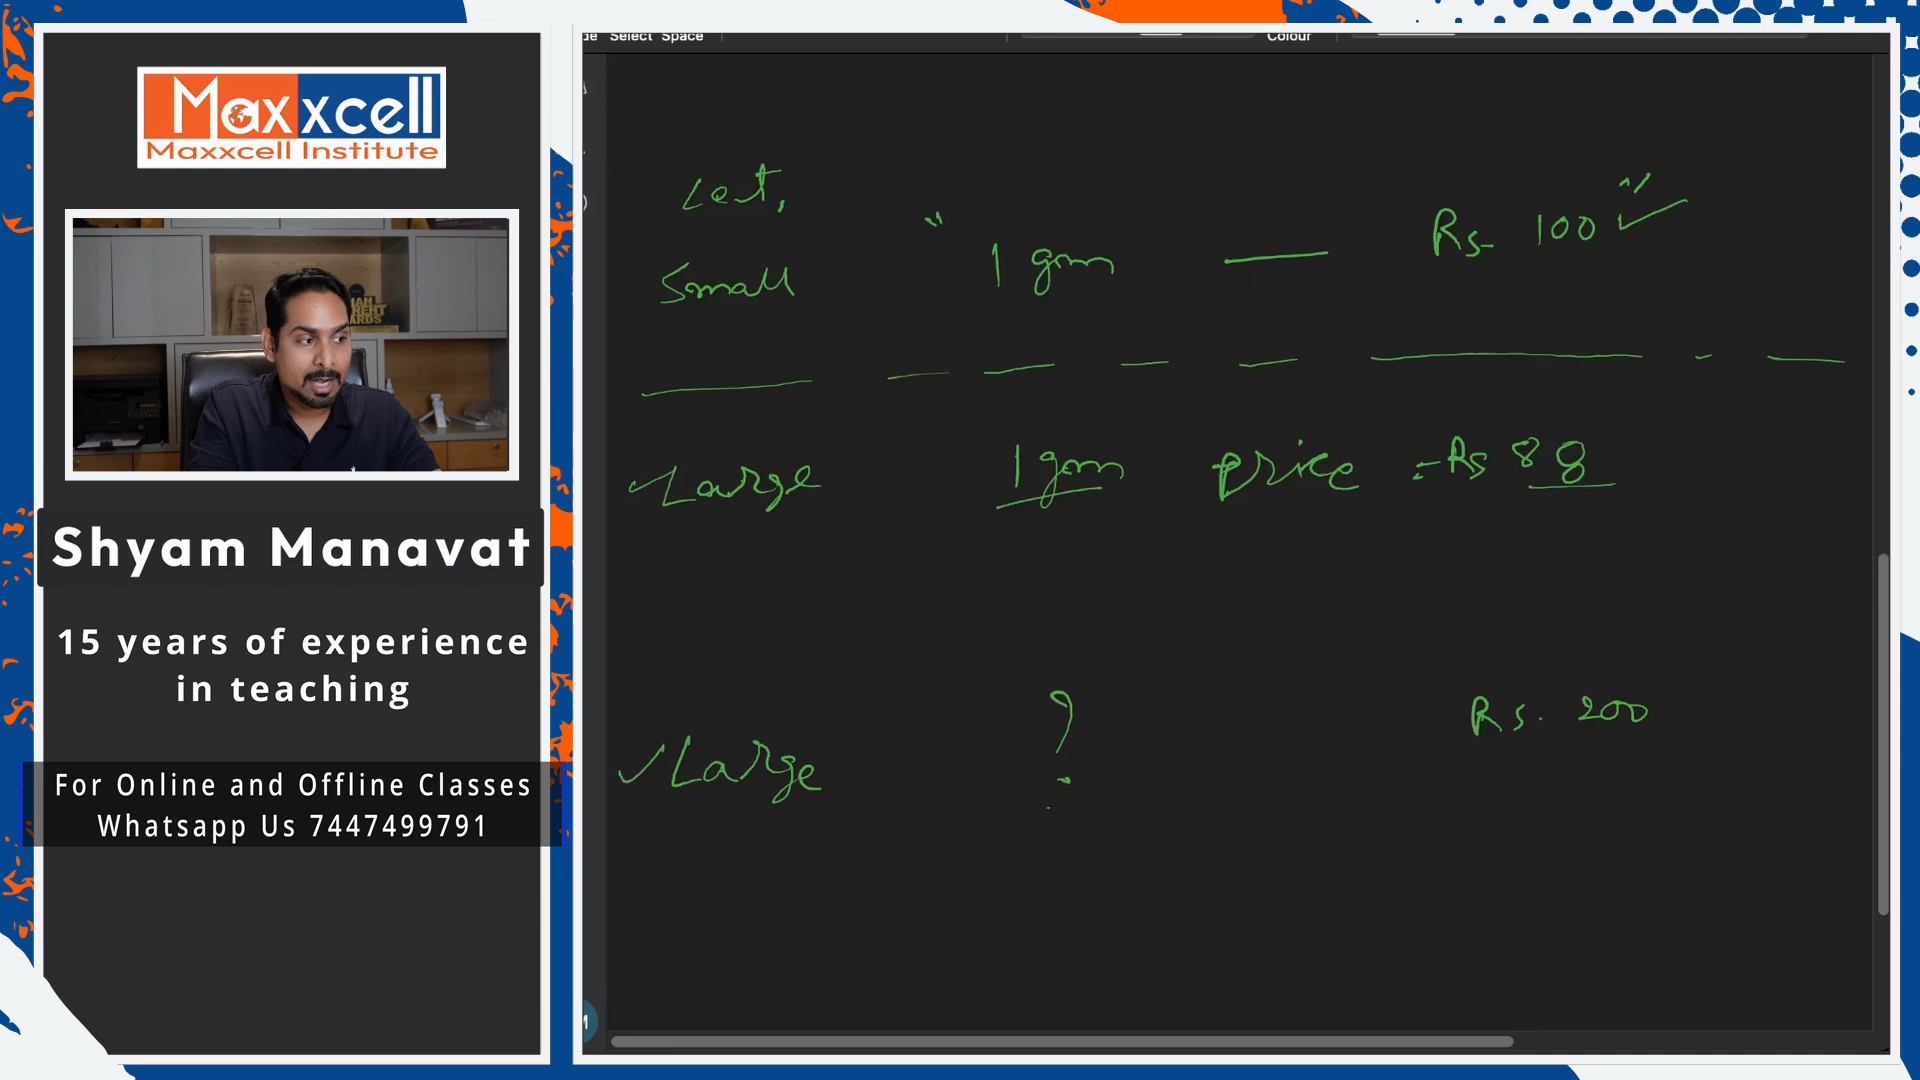 Maxxcell
Maxxcell Institute
Shyam Manavat
15 years of experience
in teaching
For Online and Offline Classes
Whatsapp Us 7447499791
Select Space
Colour
Let,
Small
1 gm — Rs. 100
Large 1 gm price = Rs 88
Large ? Rs. 200